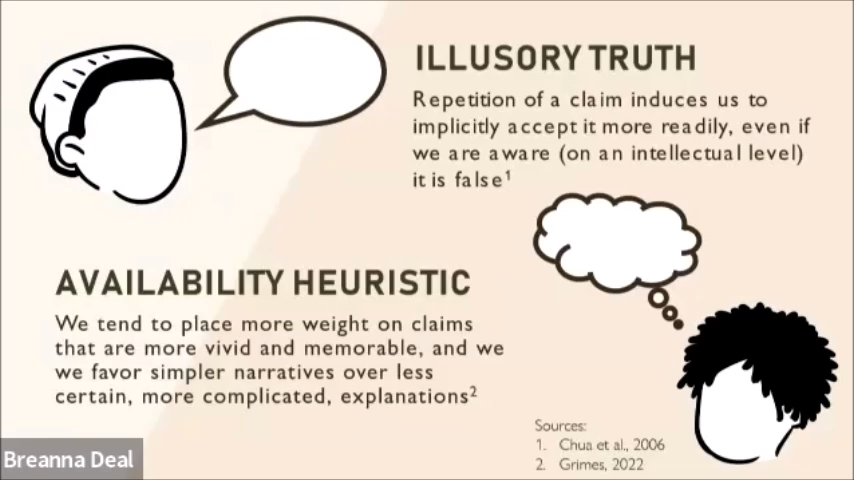 ILLUSORY TRUTH
Repetition of a claim induces us to
implicitly accept it more readily, even if
we are aware (on an intellectual level)
it is false¹
AVAILABILITY HEURISTIC
We tend to place more weight on claims
that are more vivid and memorable, and we
we favor simpler narratives over less
certain, more complicated, explanations²
Sources:
1. Chua et al., 2006
2. Grimes, 2022
Breanna Deal